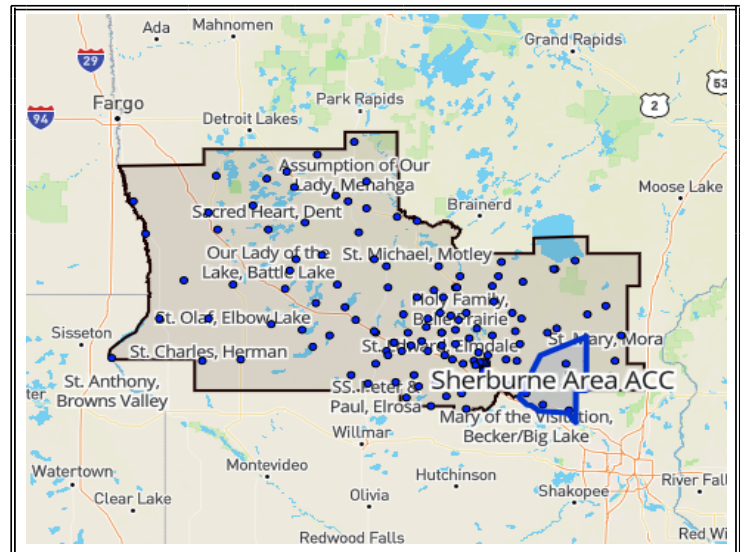 Ada
Mahnomen
Grand Rapids
29
53
2
Fargo
94
Park Rapids
Detroit Lakes
Assumption of Our
Lady, Menahga
Moose Lake
Brainerd
Sacred Heart, Dent
Our Lady of the
Lake, Battle Lake
St. Michael, Motley
Holy Family,
Belle Prairie
St. Olaf, Elbow Lake
Sisseton
St. Mary, Mora
St. Edward, Elmdale
St. Charles, Herman
St. Anthony,
Browns Valley
Sherburne Area ACC
SS. Peter &
Paul, Elrosa
ter
Mary of the Visitation,
Becker/Big Lake
Willmar
Watertown
Montevideo
Hutchinson
River Fall
Clear Lake
Olivia
Shakopee
Redwood Falls
Red Wi